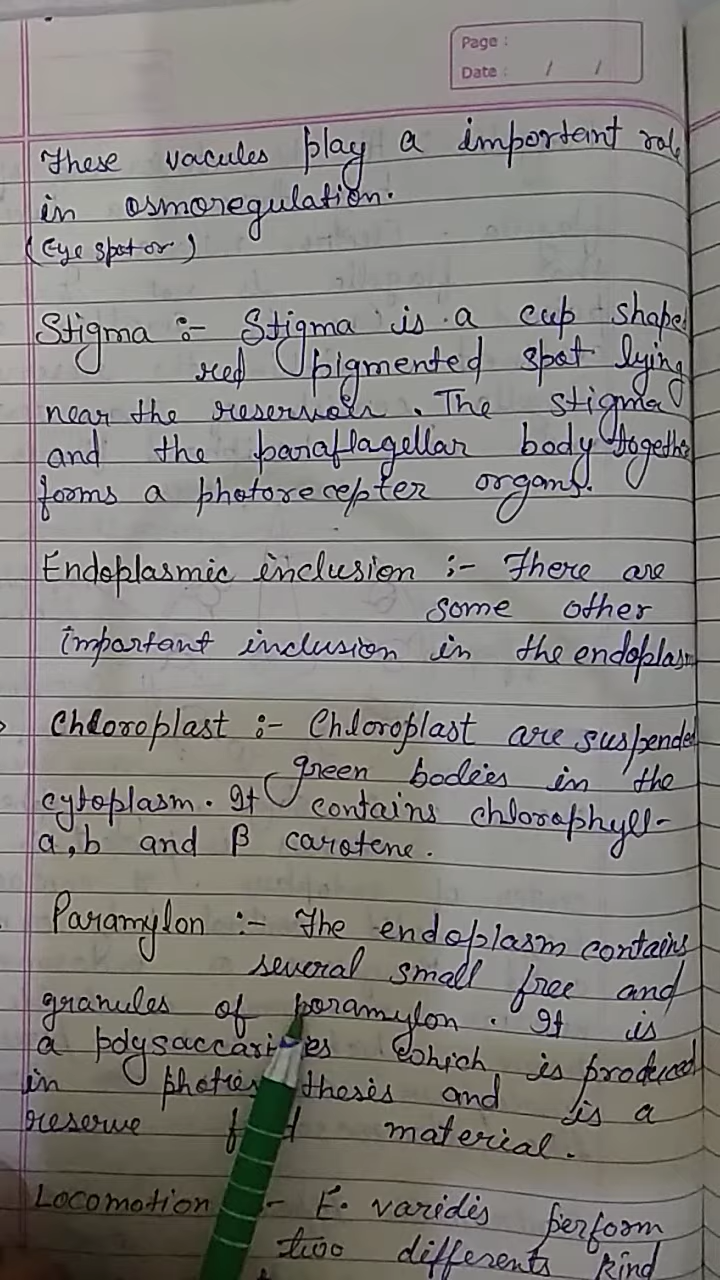 Page :
Date : / /
These vacules play a important role
in osmoregulation.
(Eye spot or)
Stigma :- Stigma is a cup shape
red pigmented spot lying
near the reservoir. The stigma
and the paraflagellar body together
forms a photorecepter organs.
Endoplasmic inclusion :- There are
some other
important inclusion in the endoplasm
Chloroplast :- Chloroplast are suspended
green bodies in the
cytoplasm. It contains chlorophyll-
a, b and β carotene.
Paramylon :- The endoplasm contains
several small free and
granules of paramylon. It is
a which is produced
in and is a
reserve material.
Locomotion :- E. varidis perform
two differents kind